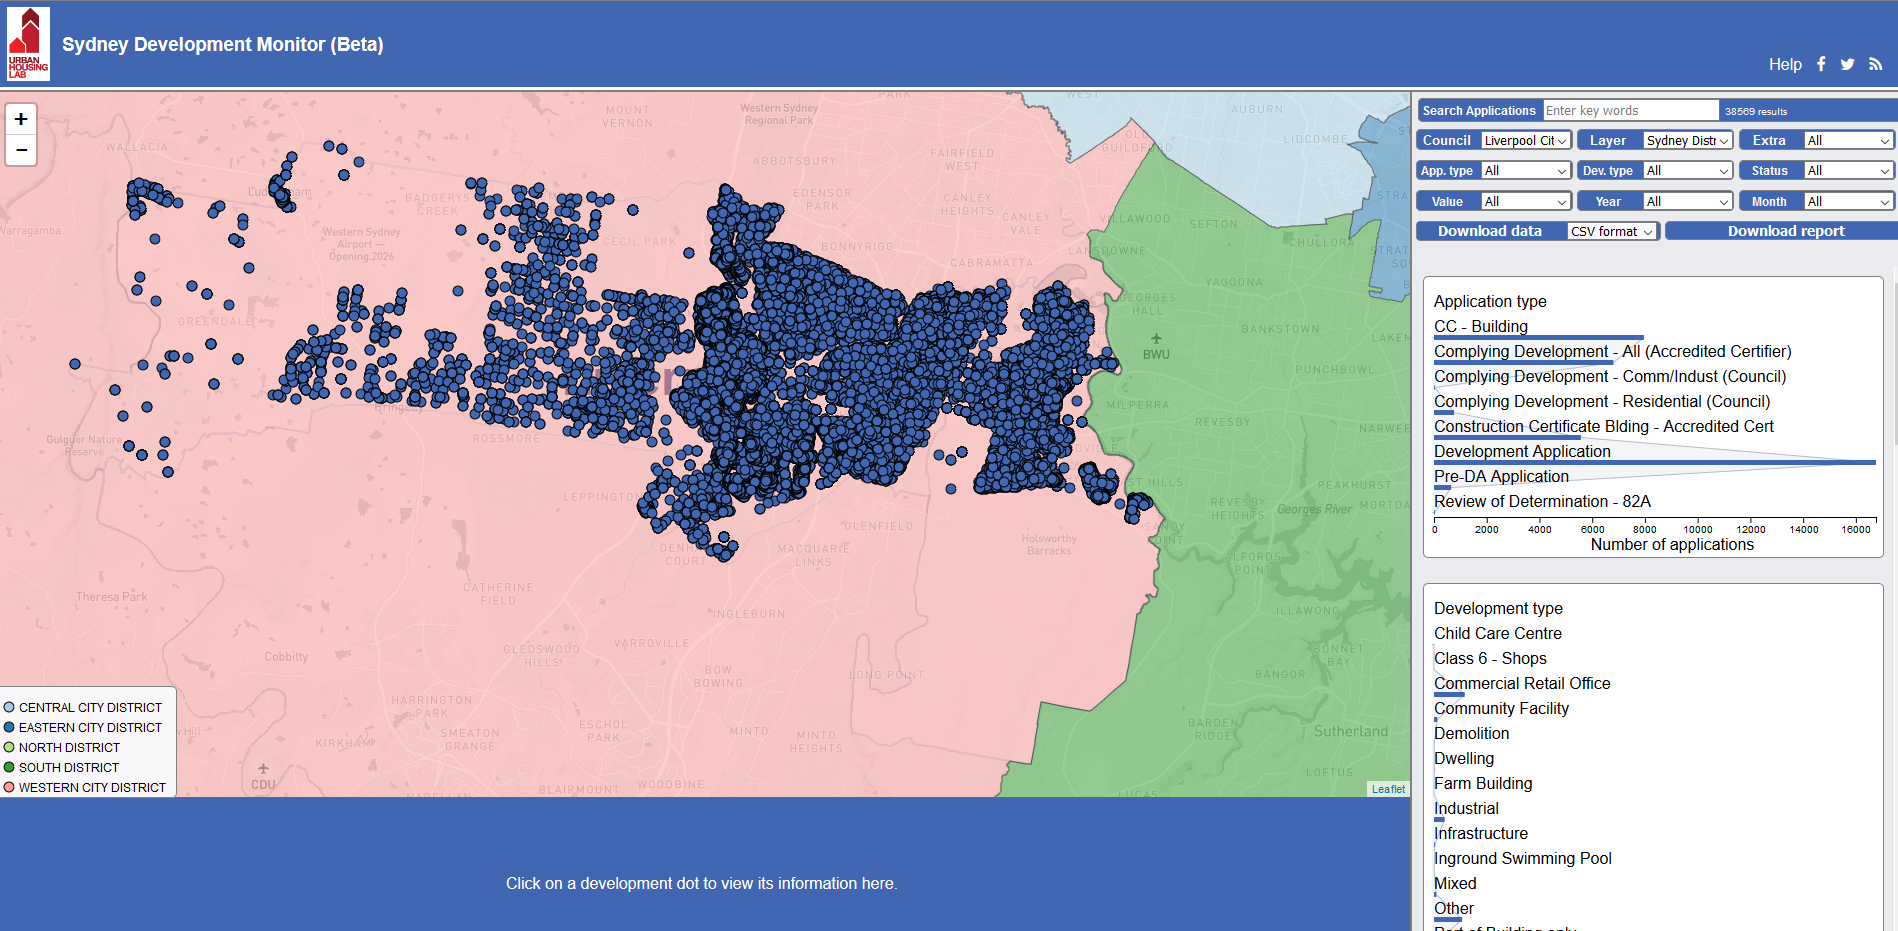 URBAN
HOUSING
LAB
Sydney Development Monitor (Beta)
Help
+
−
WALLACIA
MOUNT
VERNON
Western Sydney
Regional Park
PARK
WEST
AUBURN
LIDCOMBE
OLD
GUILDFORD
ABBOTSBURY
FAIRFIELD
WEST
BADGERYS
CREEK
EDENSOR
PARK
CANLEY
HEIGHTS
CANLEY
VALE
VILLAWOOD
SEFTON
CHULLORA
Warragamba
Western Sydney
Airport —
Opening 2026
CECIL PARK
BONNYRIGG
LANSDOWNE
CABRAMATTA
YAGOONA
GREENDALE
GEORGES
HALL
BANKSTOWN
BWU
PUNCHBOWL
Bringelly
MILPERRA
REVESBY
Gulguer Nature
Reserve
ROSSMORE
LEPPINGTON
PEAKHURST
REVESBY
HEIGHTS
Georges River
GLENFIELD
SANDY
POINT
Holsworthy
Barracks
DENHAM
COURT
MACQUARIE
LINKS
ALFORDS
POINT
CATHERINE
FIELD
Theresa Park
INGLEBURN
ILLAWONG
VARROVILLE
GLEDSWOOD
HILLS
Cobbitty
BONNET
BAY
BOW
BOWING
LONG POINT
BANGOR
HARRINGTON
PARK
ESCHOL
PARK
MINTO
MINTO
HEIGHTS
BARDEN
RIDGE
Sutherland
KIRKHAM
SMEATON
GRANGE
CDU
WOODBINE
BLAIRMOUNT
LOFTUS
LUCAS
CENTRAL CITY DISTRICT
EASTERN CITY DISTRICT
NORTH DISTRICT
SOUTH DISTRICT
WESTERN CITY DISTRICT
Leaflet
Click on a development dot to view its information here.
Search Applications Enter key words 38569 results
Council Liverpool Cit Layer Sydney Distr Extra All
App. type All Dev. type All Status All
Value All Year All Month All
Download data CSV format Download report
Application type
CC - Building
Complying Development - All (Accredited Certifier)
Complying Development - Comm/Indust (Council)
Complying Development - Residential (Council)
Construction Certificate Blding - Accredited Cert
Development Application
Pre-DA Application
Review of Determination - 82A
0 2000 4000 6000 8000 10000 12000 14000 16000
Number of applications
Development type
Child Care Centre
Class 6 - Shops
Commercial Retail Office
Community Facility
Demolition
Dwelling
Farm Building
Industrial
Infrastructure
Inground Swimming Pool
Mixed
Other
Part of Building only